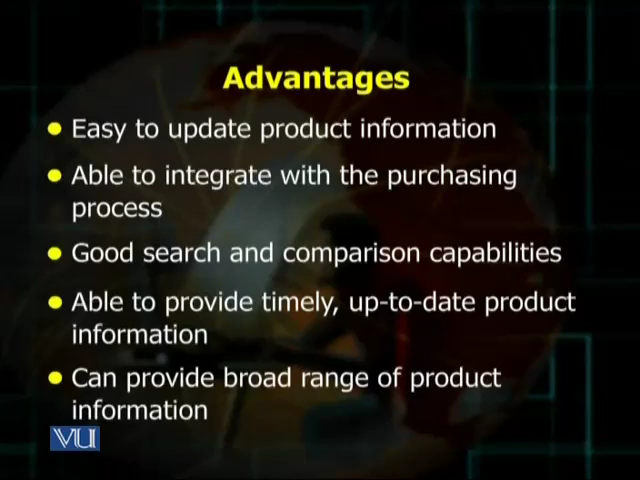 Advantages
Easy to update product information
Able to integrate with the purchasing
process
Good search and comparison capabilities
Able to provide timely, up-to-date product
information
Can provide broad range of product
information
VU